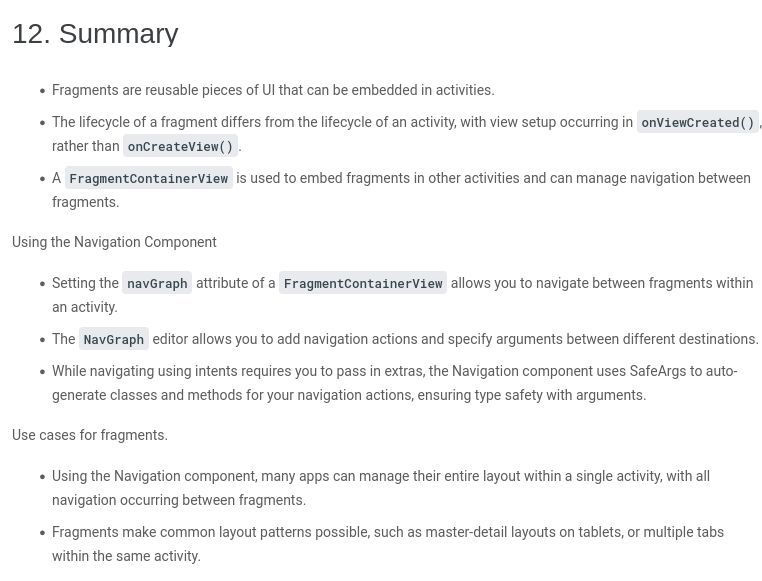 12. Summary
• Fragments are reusable pieces of UI that can be embedded in activities.
• The lifecycle of a fragment differs from the lifecycle of an activity, with view setup occurring in onViewCreated(),
rather than onCreateView().
• A FragmentContainerView is used to embed fragments in other activities and can manage navigation between
fragments.
Using the Navigation Component
• Setting the navGraph attribute of a FragmentContainerView allows you to navigate between fragments within
an activity.
• The NavGraph editor allows you to add navigation actions and specify arguments between different destinations.
• While navigating using intents requires you to pass in extras, the Navigation component uses SafeArgs to auto-
generate classes and methods for your navigation actions, ensuring type safety with arguments.
Use cases for fragments.
• Using the Navigation component, many apps can manage their entire layout within a single activity, with all
navigation occurring between fragments.
• Fragments make common layout patterns possible, such as master-detail layouts on tablets, or multiple tabs
within the same activity.